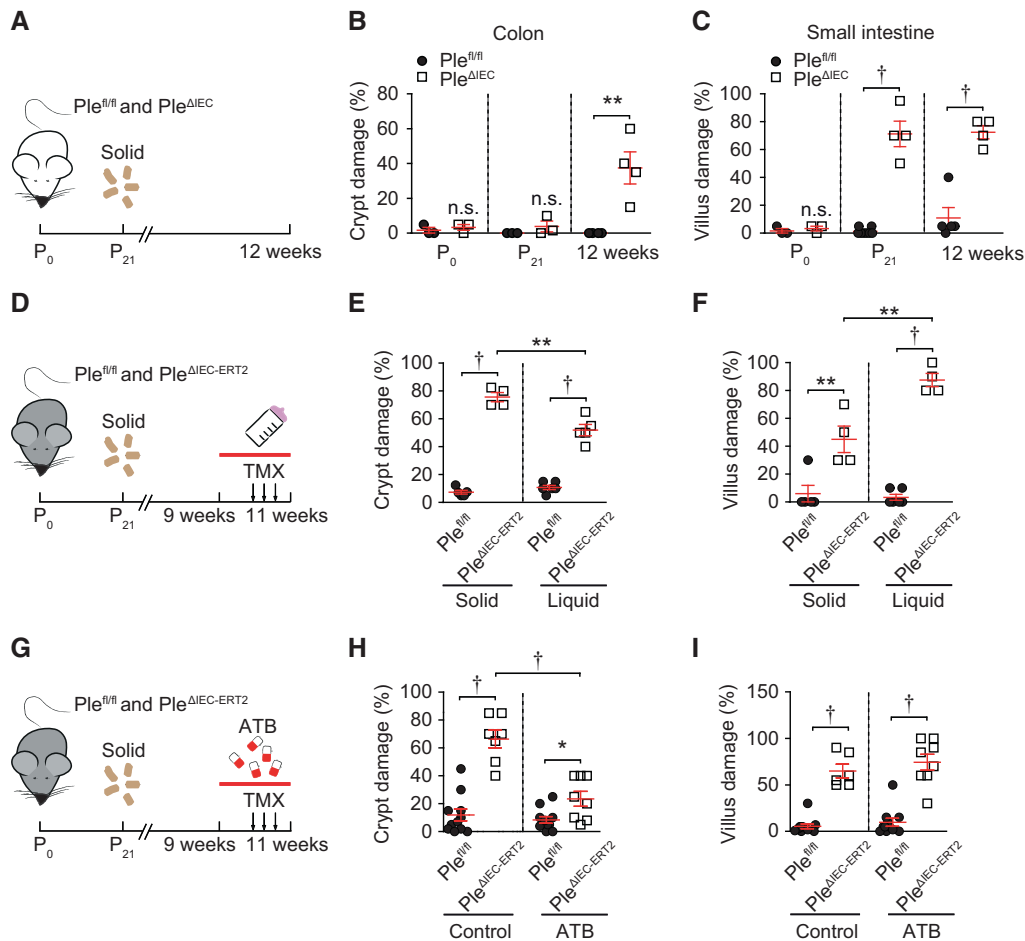 A
Ple^fl/fl and Ple^ΔIEC
Solid
P₀ P₂₁ 12 weeks
B
Colon
Ple^fl/fl
Ple^ΔIEC
Crypt damage (%)
80
60
40
20
0
n.s.
n.s.
**
P₀ P₂₁ 12 weeks
C
Small intestine
Ple^fl/fl
Ple^ΔIEC
Villus damage (%)
100
80
60
40
20
0
n.s.
†
†
P₀ P₂₁ 12 weeks
D
Ple^fl/fl and Ple^ΔIEC-ERT2
Solid
TMX
P₀ P₂₁ 9 weeks 11 weeks
E
Crypt damage (%)
100
80
60
40
20
0
†
**
†
Ple^fl/fl
Ple^ΔIEC-ERT2
Ple^fl/fl
Ple^ΔIEC-ERT2
Solid Liquid
F
Villus damage (%)
100
80
60
40
20
0
**
**
†
Ple^fl/fl
Ple^ΔIEC-ERT2
Ple^fl/fl
Ple^ΔIEC-ERT2
Solid Liquid
G
Ple^fl/fl and Ple^ΔIEC-ERT2
Solid
ATB
TMX
P₀ P₂₁ 9 weeks 11 weeks
H
Crypt damage (%)
100
80
60
40
20
0
†
†
*
Ple^fl/fl
Ple^ΔIEC-ERT2
Ple^fl/fl
Ple^ΔIEC-ERT2
Control ATB
I
Villus damage (%)
150
100
50
0
†
†
Ple^fl/fl
Ple^ΔIEC-ERT2
Ple^fl/fl
Ple^ΔIEC-ERT2
Control ATB